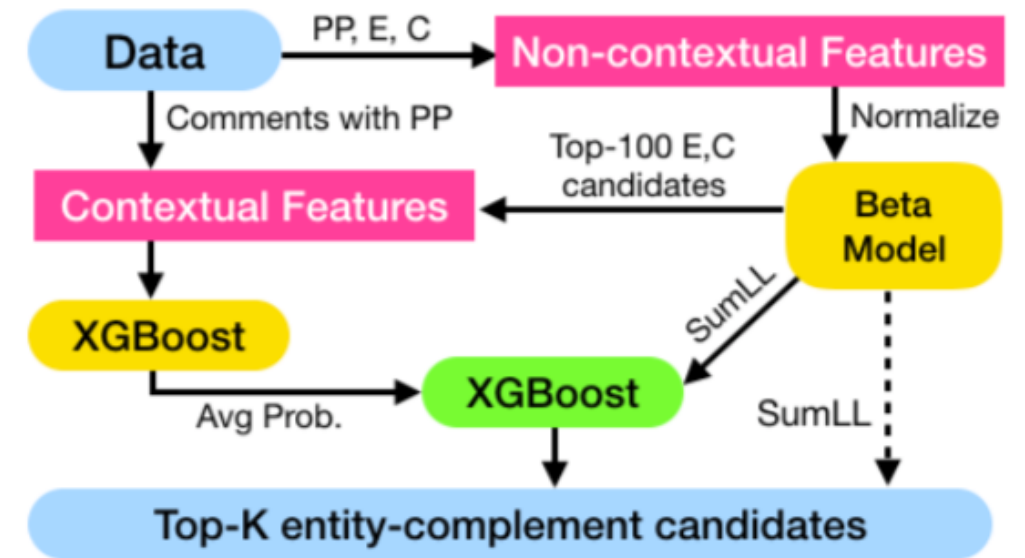 Data
PP, E, C
Non-contextual Features
Comments with PP
Normalize
Top-100 E,C
candidates
Contextual Features
Beta
Model
SumLL
XGBoost
XGBoost
Avg Prob.
SumLL
Top-K entity-complement candidates